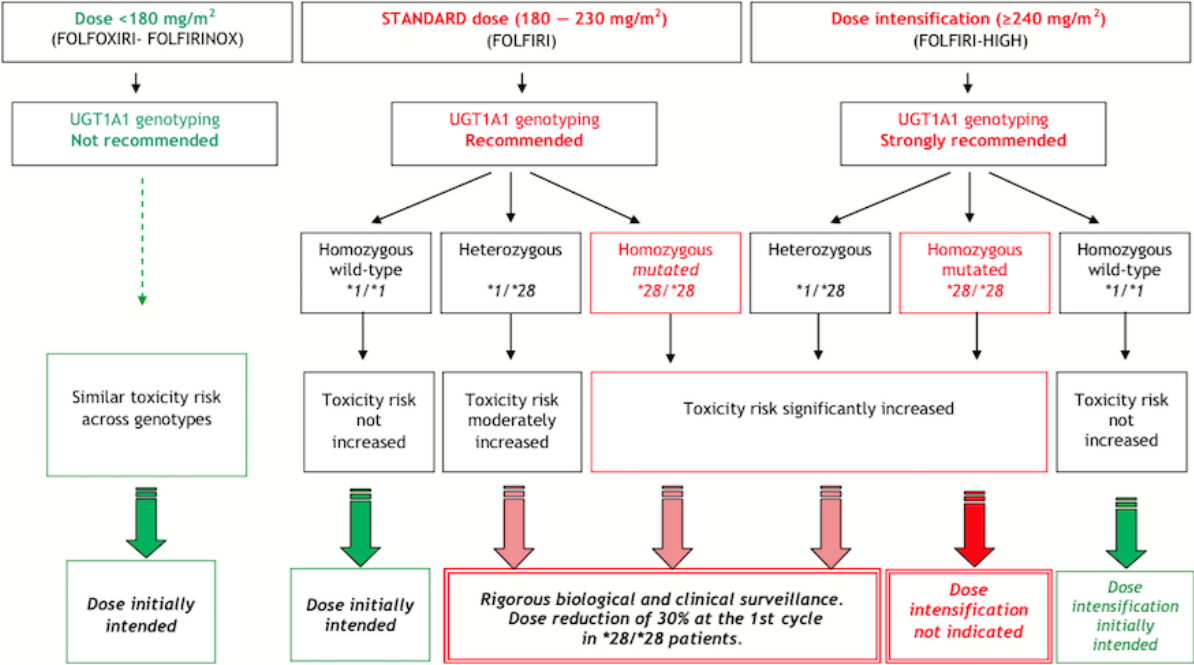 Dose <180 mg/m²
(FOLFOXIRI- FOLFIRINOX)
STANDARD dose (180 — 230 mg/m²)
(FOLFIRI)
Dose intensification (≥240 mg/m²)
(FOLFIRI-HIGH)
UGT1A1 genotyping
Not recommended
UGT1A1 genotyping
Recommended
UGT1A1 genotyping
Strongly recommended
Homozygous
wild-type
*1/*1
Heterozygous
*1/*28
Homozygous
mutated
*28/*28
Heterozygous
*1/*28
Homozygous
mutated
*28/*28
Homozygous
wild-type
*1/*1
Similar toxicity risk
across genotypes
Toxicity risk
not
increased
Toxicity risk
moderately
increased
Toxicity risk significantly increased
Toxicity risk
not
increased
Dose initially
intended
Dose initially
intended
Rigorous biological and clinical surveillance.
Dose reduction of 30% at the 1st cycle
in *28/*28 patients.
Dose
intensification
not indicated
Dose
intensification
initially
intended